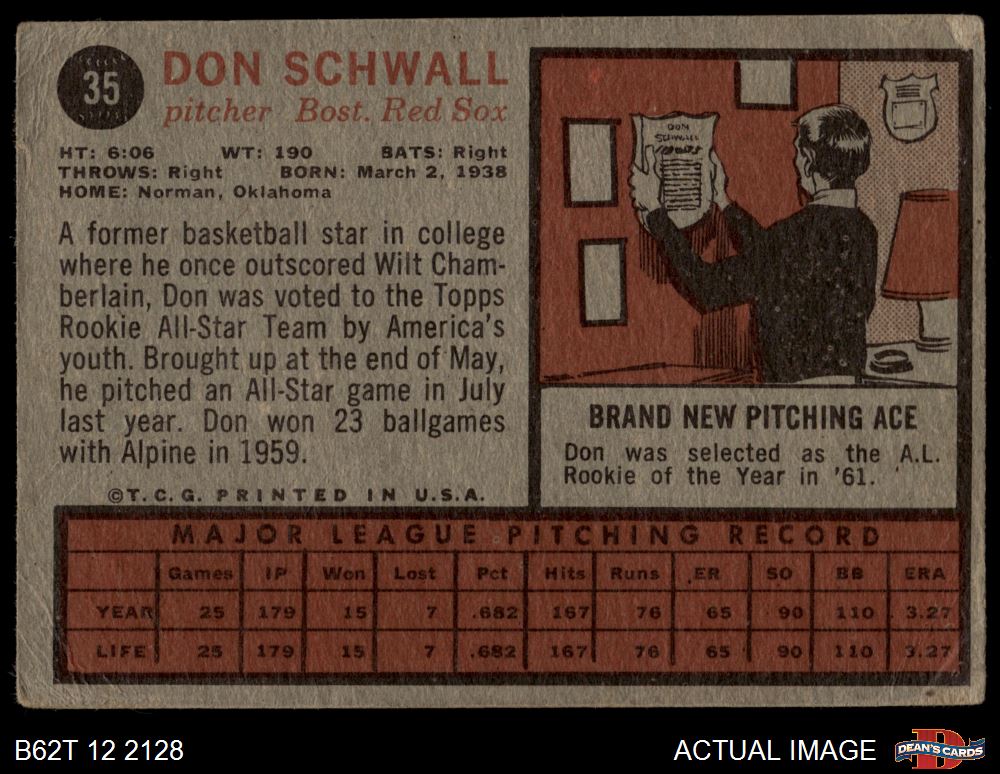 35
DON SCHWALL
pitcher Bost. Red Sox
HT: 6:06 WT: 190 BATS: Right
THROWS: Right BORN: March 2, 1938
HOME: Norman, Oklahoma
A former basketball star in college
where he once outscored Wilt Cham-
berlain, Don was voted to the Topps
Rookie All-Star Team by America's
youth. Brought up at the end of May,
he pitched an All-Star game in July
last year. Don won 23 ballgames
with Alpine in 1959.
©T.C.G. PRINTED IN U.S.A.
DON
SCHWALL
BRAND NEW PITCHING ACE
Don was selected as the A.L.
Rookie of the Year in '61.
MAJOR LEAGUE PITCHING RECORD
Games IP Won Lost Pct Hits Runs ER SO BB ERA
YEAR 25 179 15 7 .682 167 76 65 90 110 3.27
LIFE 25 179 15 7 .682 167 76 65 90 110 3.27
B62T 12 2128
ACTUAL IMAGE
D
DEAN'S CARDS